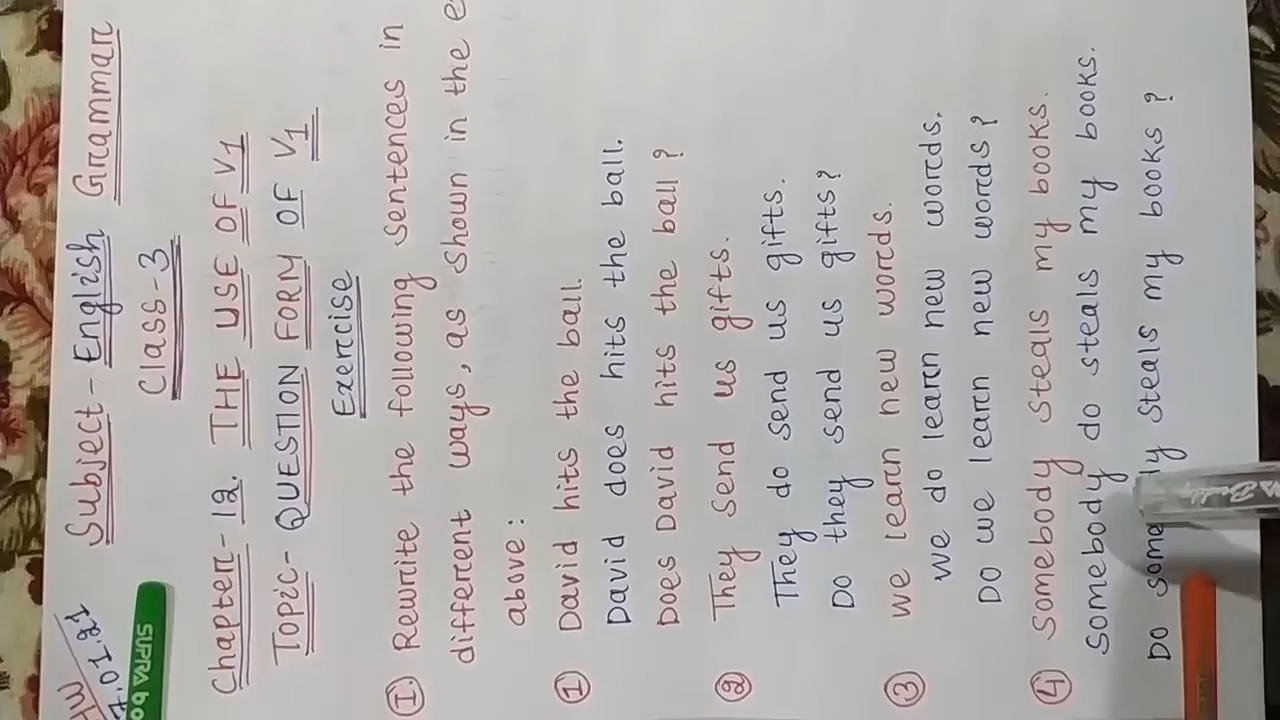 HW
7.01.21
Subject - English Grammar
Class-3
Chapter-12. THE USE OF V1
Topic- QUESTION FORM OF V1
Exercise
I. Rewrite the following sentences in
different ways, as shown in the
above:
1 David hits the ball.
David does hits the ball.
Does David hits the ball?
2 They send us gifts.
They do send us gifts.
Do they send us gifts?
3 We learn new words.
We do learn new words.
Do we learn new words?
4 Somebody steals my books.
Somebody do steals my books.
Do steals my books?
SUPRA